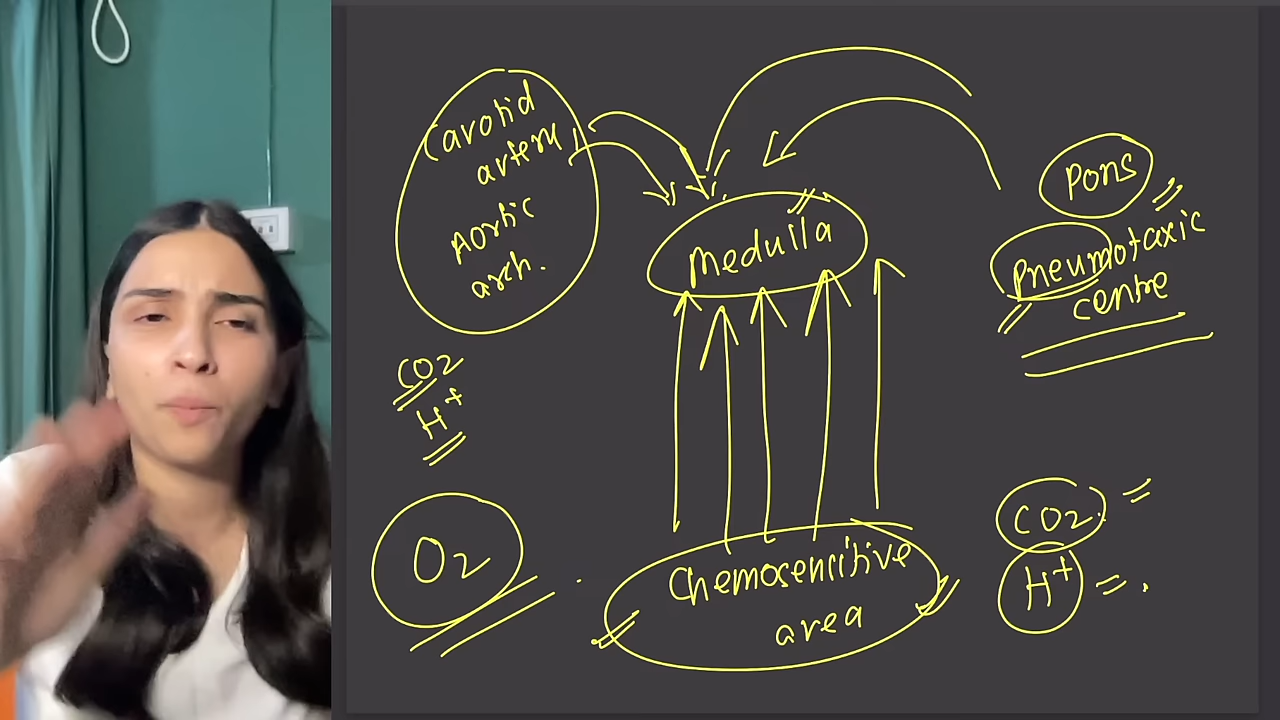 Carotid
artery
Aortic
arch.
CO2
H+
O2
Medulla
Chemosensitive
area
Pons
Pneumotaxic
centre
CO2
H+